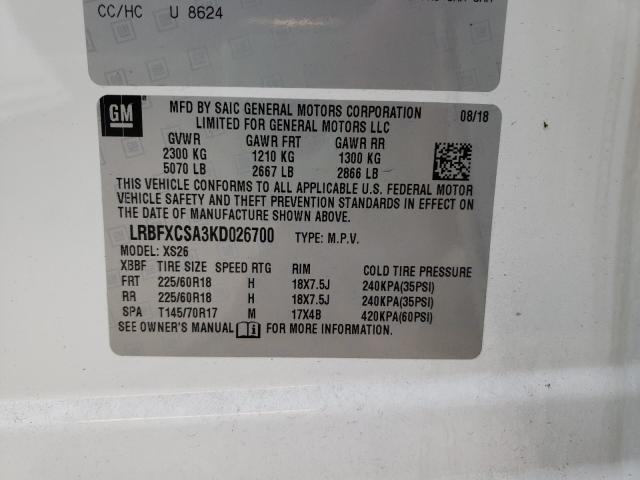 CC/HC U 8624
GM
MFD BY SAIC GENERAL MOTORS CORPORATION 08/18
LIMITED FOR GENERAL MOTORS LLC
GVWR GAWR FRT GAWR RR
2300 KG 1210 KG 1300 KG
5070 LB 2667 LB 2866 LB
THIS VEHICLE CONFORMS TO ALL APPLICABLE U.S. FEDERAL MOTOR
VEHICLE SAFETY AND THEFT PREVENTION STANDARDS IN EFFECT ON
THE DATE OF MANUFACTURE SHOWN ABOVE.
LRBFXCSA3KD026700 TYPE: M.P.V.
MODEL: XS26
XBBF TIRE SIZE SPEED RTG RIM COLD TIRE PRESSURE
FRT 225/60R18 H 18X7.5J 240KPA(35PSI)
RR 225/60R18 H 18X7.5J 240KPA(35PSI)
SPA T145/70R17 M 17X4B 420KPA(60PSI)
SEE OWNER'S MANUAL FOR MORE INFORMATION.